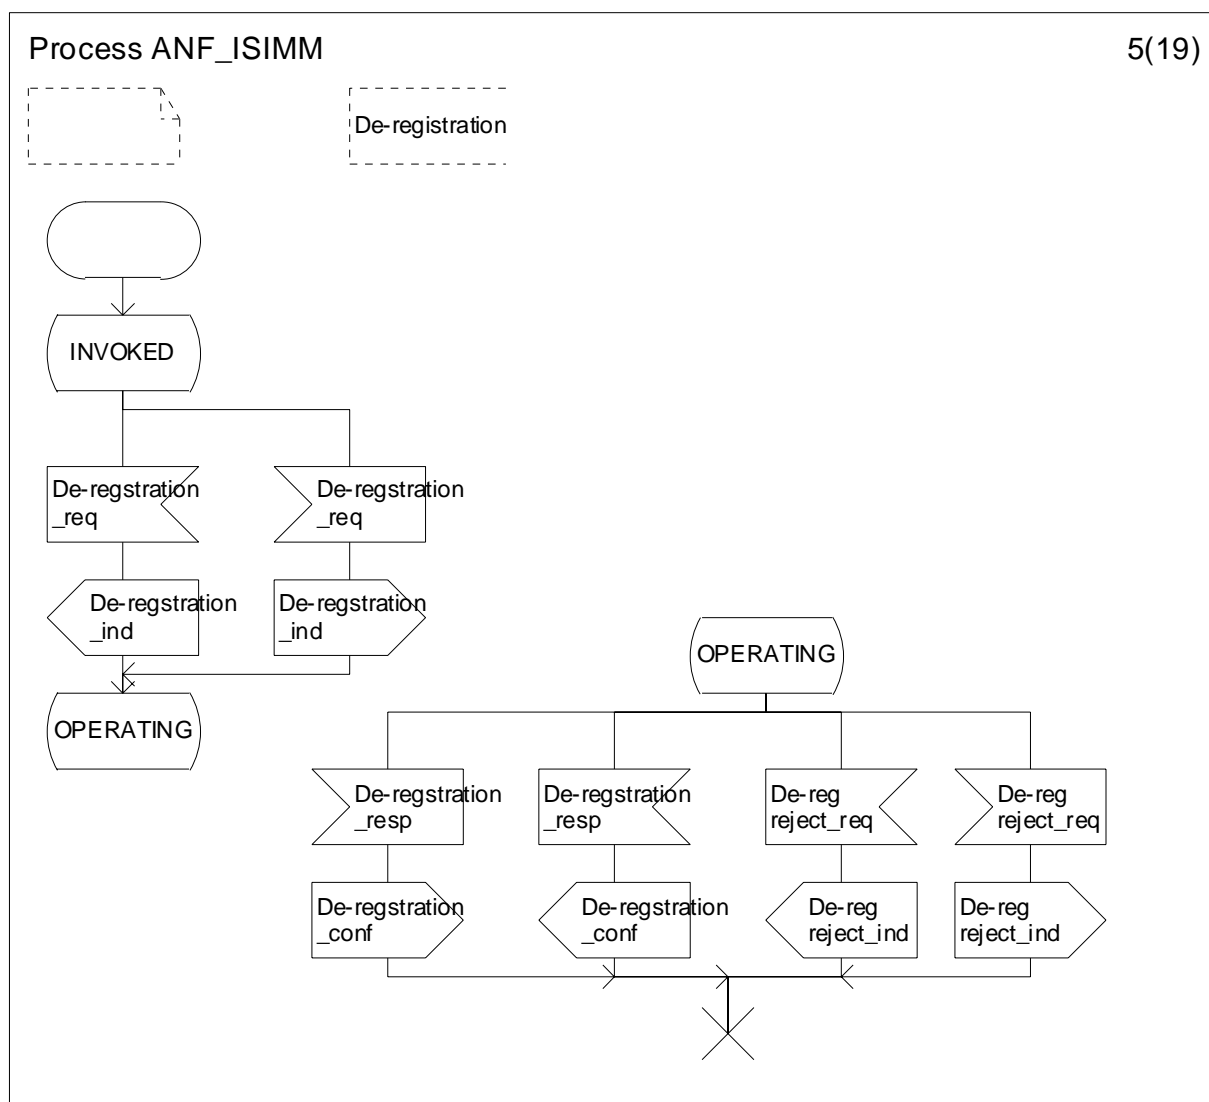 Process ANF_ISIMM
5(19)
De-registration
INVOKED
De-regstration
_req
De-regstration
_req
De-regstration
_ind
De-regstration
_ind
OPERATING
OPERATING
De-regstration
_resp
De-regstration
_resp
De-reg
reject_req
De-reg
reject_req
De-regstration
_conf
De-regstration
_conf
De-reg
reject_ind
De-reg
reject_ind